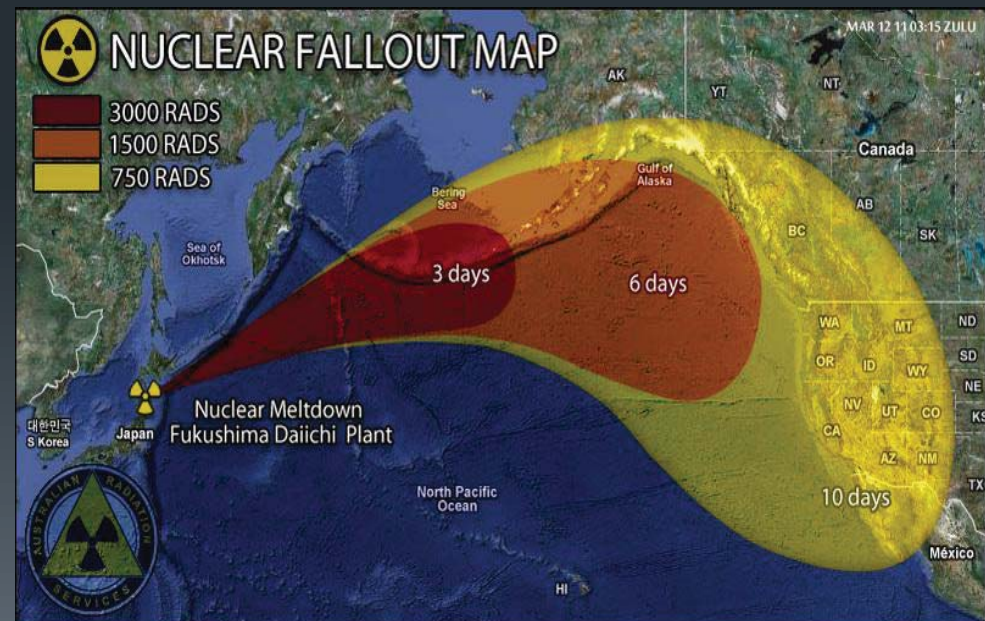 MAR 12 11 03:15 ZULU
NUCLEAR FALLOUT MAP
3000 RADS
1500 RADS
750 RADS
AK
YT
NT
Canada
Gulf of
Alaska
Bering
Sea
AB
SK
BC
Sea of
Okhotsk
3 days
6 days
WA
MT
ND
OR
ID
WY
SD
NE
NV
UT
CO
KS
CA
AZ
NM
TX
Nuclear Meltdown
Fukushima Daiichi Plant
대한민국
S Korea
Japan
North Pacific
Ocean
10 days
México
HI
AUSTRALIAN RADIATION
SERVICES